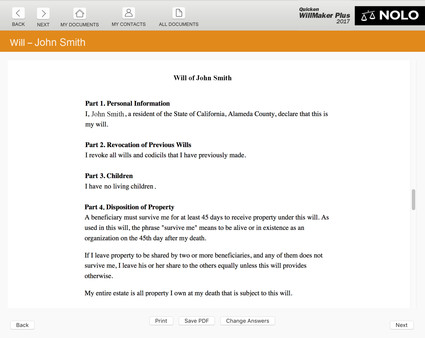 BACK
NEXT
MY DOCUMENTS
MY CONTACTS
ALL DOCUMENTS
Quicken
WillMaker Plus
2017
NOLO
Will – John Smith
Will of John Smith
Part 1. Personal Information
I, John Smith, a resident of the State of California, Alameda County, declare that this is
my will.
Part 2. Revocation of Previous Wills
I revoke all wills and codicils that I have previously made.
Part 3. Children
I have no living children.
Part 4. Disposition of Property
A beneficiary must survive me for at least 45 days to receive property under this will. As
used in this will, the phrase "survive me" means to be alive or in existence as an
organization on the 45th day after my death.
If I leave property to be shared by two or more beneficiaries, and any of them does not
survive me, I leave his or her share to the others equally unless this will provides
otherwise.
My entire estate is all property I own at my death that is subject to this will.
Back
Print
Save PDF
Change Answers
Next